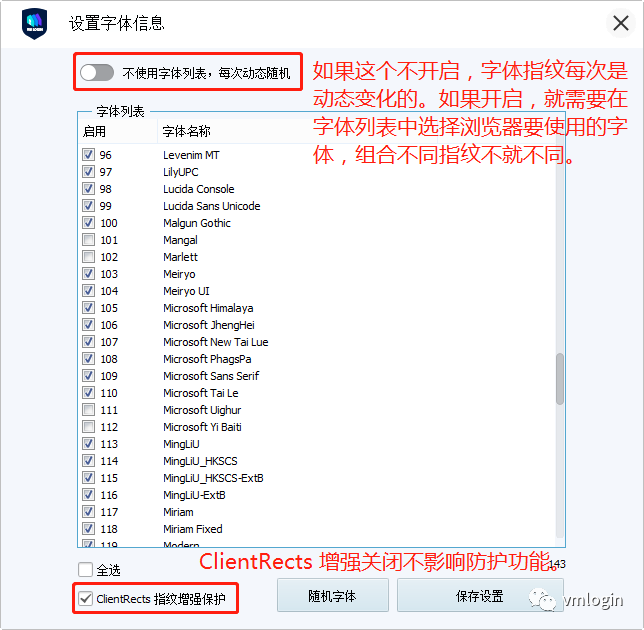 设置字体信息
不使用字体列表，每次动态随机
如果这个不开启，字体指纹每次是
动态变化的。如果开启，就需要在
字体列表中选择浏览器要使用的字
体，组合不同指纹不就不同。
字体列表
启用 字体名称
96 Levenim MT
97 LilyUPC
98 Lucida Console
99 Lucida Sans Unicode
100 Malgun Gothic
101 Mangal
102 Marlett
103 Meiryo
104 Meiryo UI
105 Microsoft Himalaya
106 Microsoft JhengHei
107 Microsoft New Tai Lue
108 Microsoft PhagsPa
109 Microsoft Sans Serif
110 Microsoft Tai Le
111 Microsoft Uighur
112 Microsoft Yi Baiti
113 MingLiU
114 MingLiU_HKSCS
115 MingLiU_HKSCS-ExtB
116 MingLiU-ExtB
117 Miriam
118 Miriam Fixed
119 Modern
ClientRects 增强关闭不影响防护功能。
143
全选
ClientRects 指纹增强保护
随机字体
保存设置
vmlogin